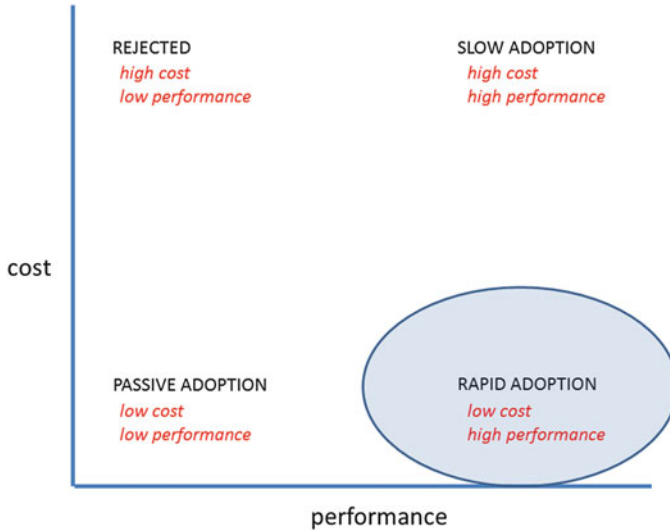 REJECTED
high cost
low performance
SLOW ADOPTION
high cost
high performance
cost
PASSIVE ADOPTION
low cost
low performance
RAPID ADOPTION
low cost
high performance
performance